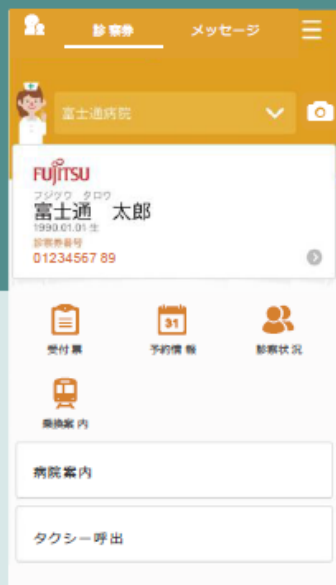 診察券 メッセージ
富士通病院
FUJITSU
フジツウ タロウ
富士通 太郎
1990.01.01 生
診察券番号
01234567 89
31
受付票 予約情報 診察状況
乗換案内
病院案内
タクシー呼出